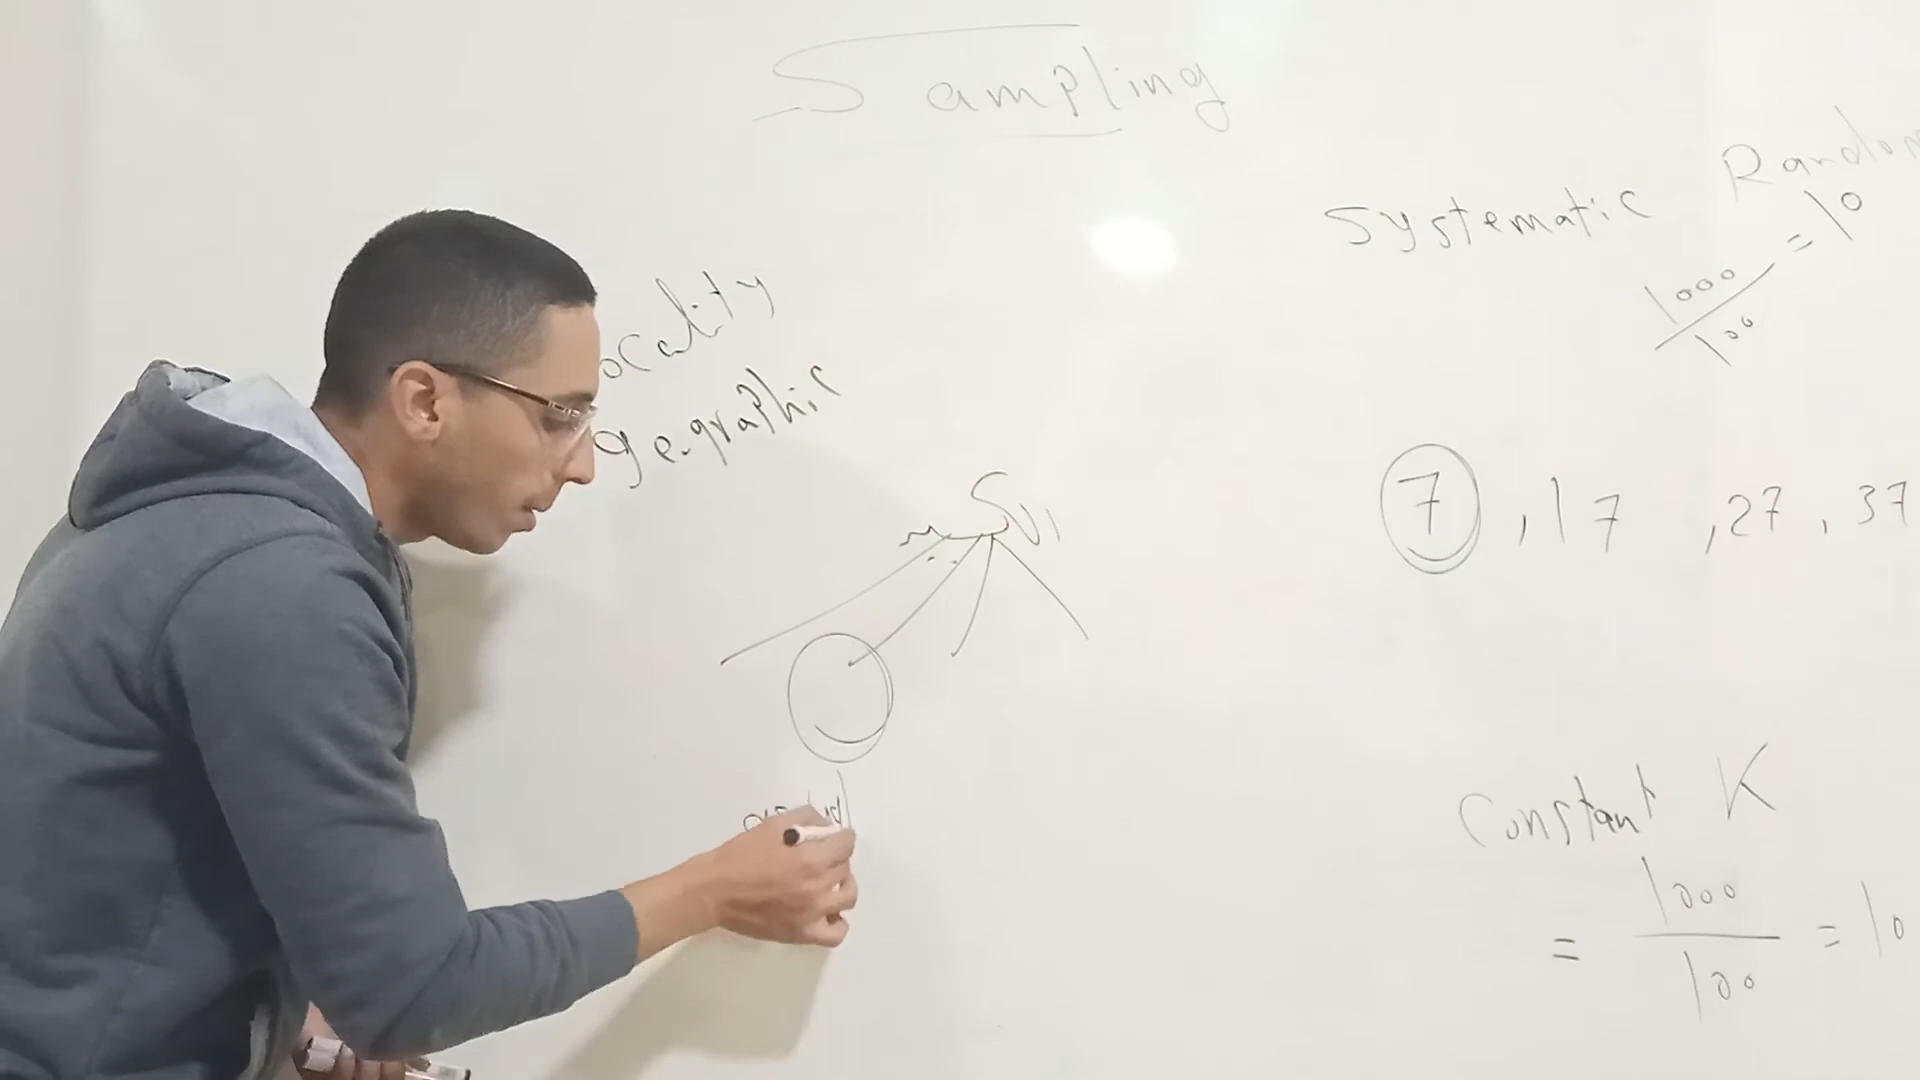 Sampling
Systematic Random
1000/100 = 10
ocality
geographic
7, 17, 27, 37
Constant K
= 1000/100 = 10